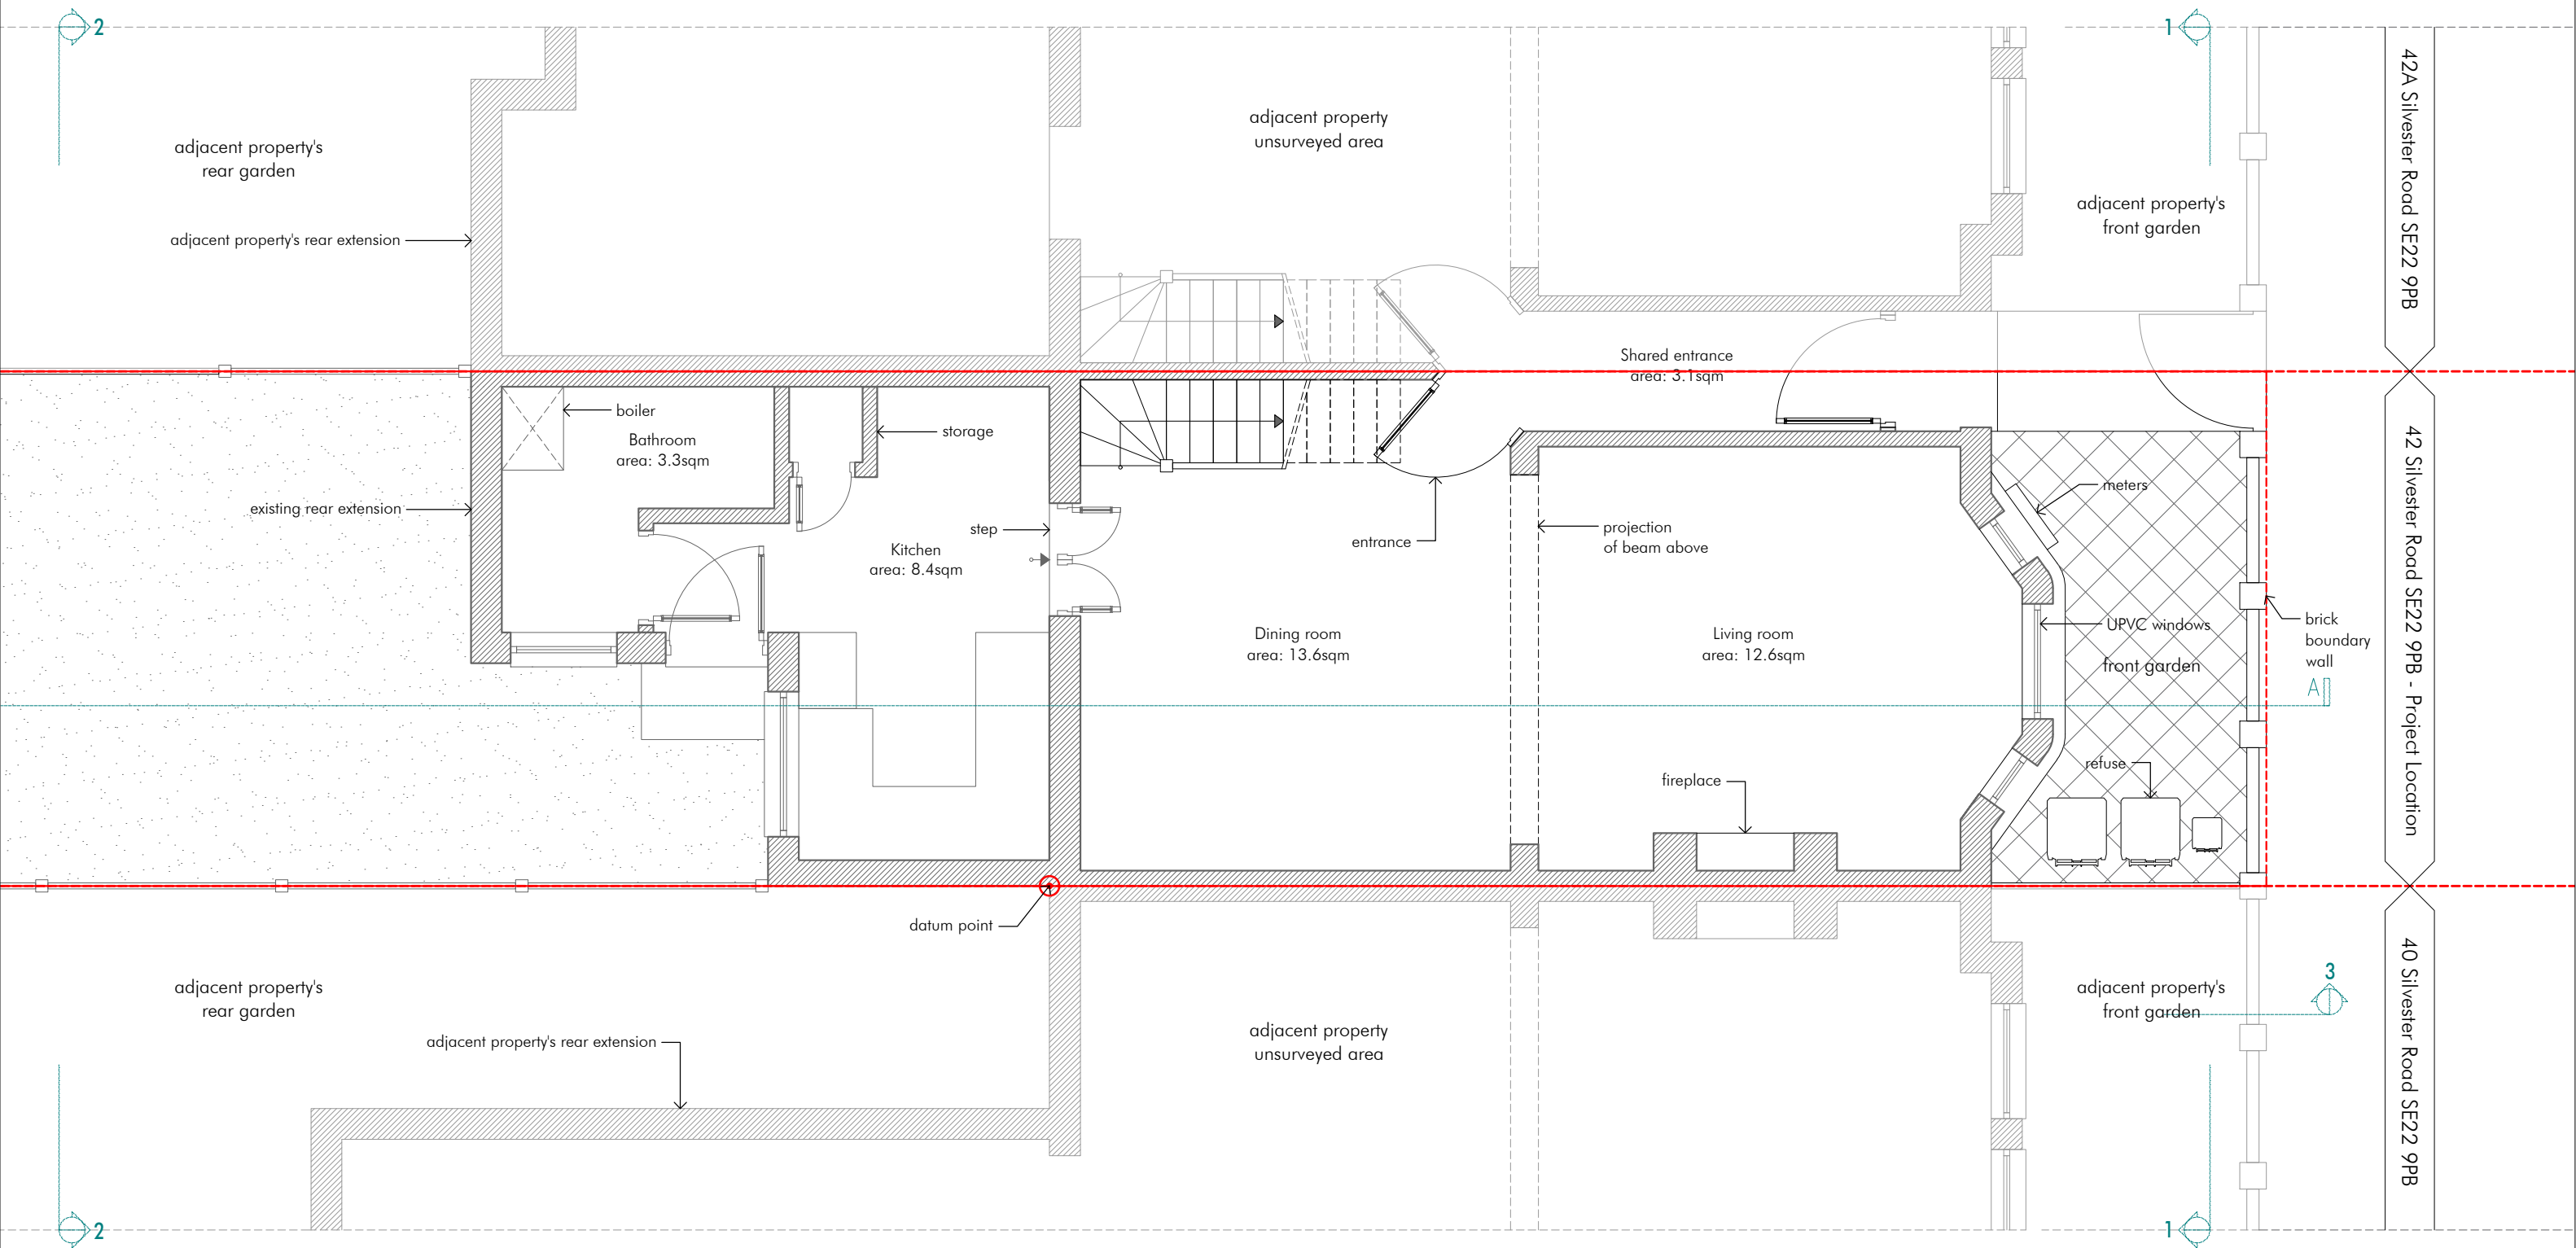 2
1
42A Silvester Road SE22 9PB
adjacent property
unsurveyed area
adjacent property's
rear garden
adjacent property's
front garden
adjacent property's rear extension
Shared entrance
area: 3.1sqm
boiler
Bathroom
area: 3.3sqm
storage
meters
existing rear extension
step
entrance
projection
of beam above
Kitchen
area: 8.4sqm
42 Silvester Road SE22 9PB - Project Location
Dining room
area: 13.6sqm
Living room
area: 12.6sqm
UPVC windows
brick
boundary
wall
front garden
A
refuse
fireplace
datum point
adjacent property's
rear garden
adjacent property's
front garden
3
40 Silvester Road SE22 9PB
adjacent property
unsurveyed area
adjacent property's rear extension
2
1